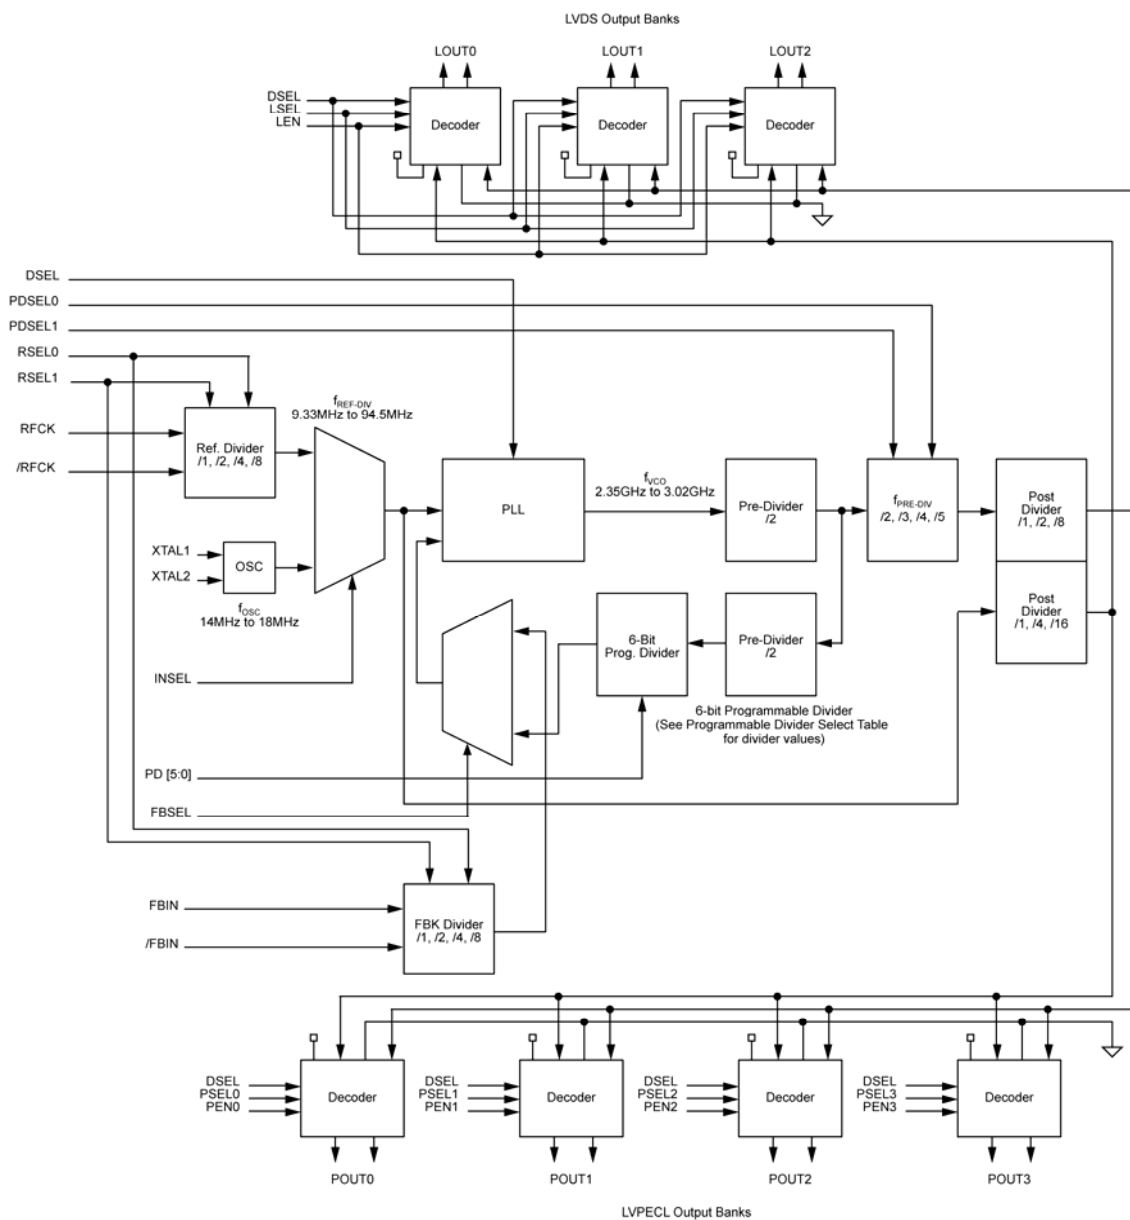 LVDS Output Banks
LOUT0
LOUT1
LOUT2
DSEL
LSEL
LEN
Decoder
Decoder
Decoder
DSEL
PDSEL0
PDSEL1
RSEL0
RSEL1
RFCK
/RFCK
Ref. Divider
/1, /2, /4, /8
fREF-DIV
9.33MHz to 94.5MHz
XTAL1
XTAL2
OSC
fOSC
14MHz to 18MHz
PLL
fVCO
2.35GHz to 3.02GHz
Pre-Divider
/2
fPRE-DIV
/2, /3, /4, /5
Post
Divider
/1, /2, /8
Post
Divider
/1, /4, /16
6-Bit
Prog. Divider
Pre-Divider
/2
INSEL
6-bit Programmable Divider
(See Programmable Divider Select Table
for divider values)
PD [5:0]
FBSEL
FBIN
/FBIN
FBK Divider
/1, /2, /4, /8
DSEL
PSEL0
PEN0
Decoder
DSEL
PSEL1
PEN1
Decoder
DSEL
PSEL2
PEN2
Decoder
DSEL
PSEL3
PEN3
Decoder
POUT0
POUT1
POUT2
POUT3
LVPECL Output Banks